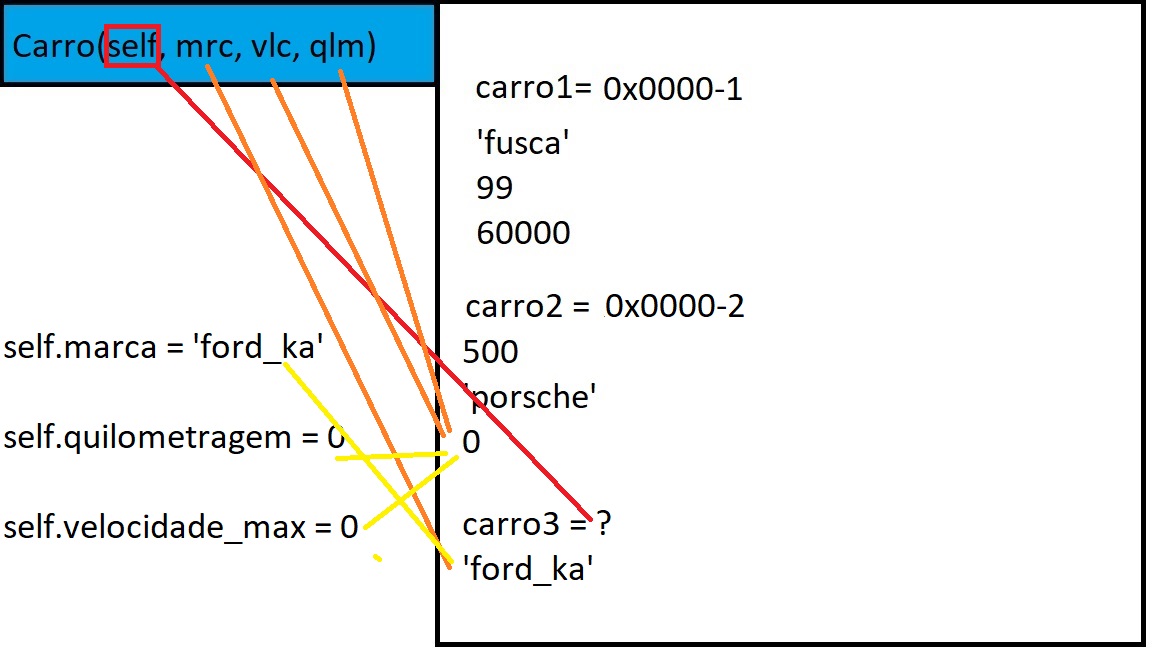 Carro(self, mrc, vlc, qlm)
carro1= 0x0000-1
'fusca'
99
60000
carro2 = 0x0000-2
500
'porsche'
0
carro3 = ?
'ford_ka'
self.marca = 'ford_ka'
self.quilometragem = 0
self.velocidade_max = 0